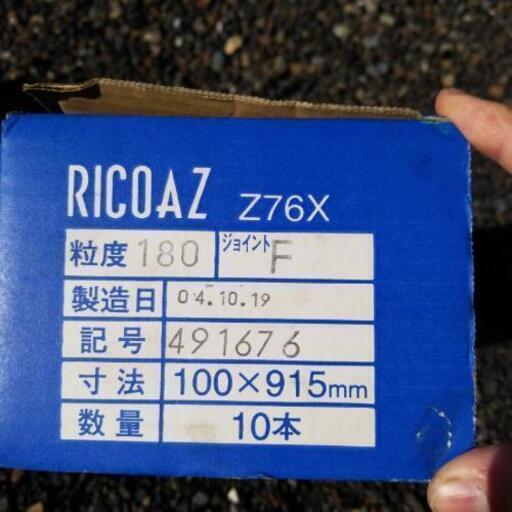 RICOAZ Z76X
粒度 180 ジョイント F
製造日 04.10.19
記号 491676
寸法 100×915mm
数量 10本